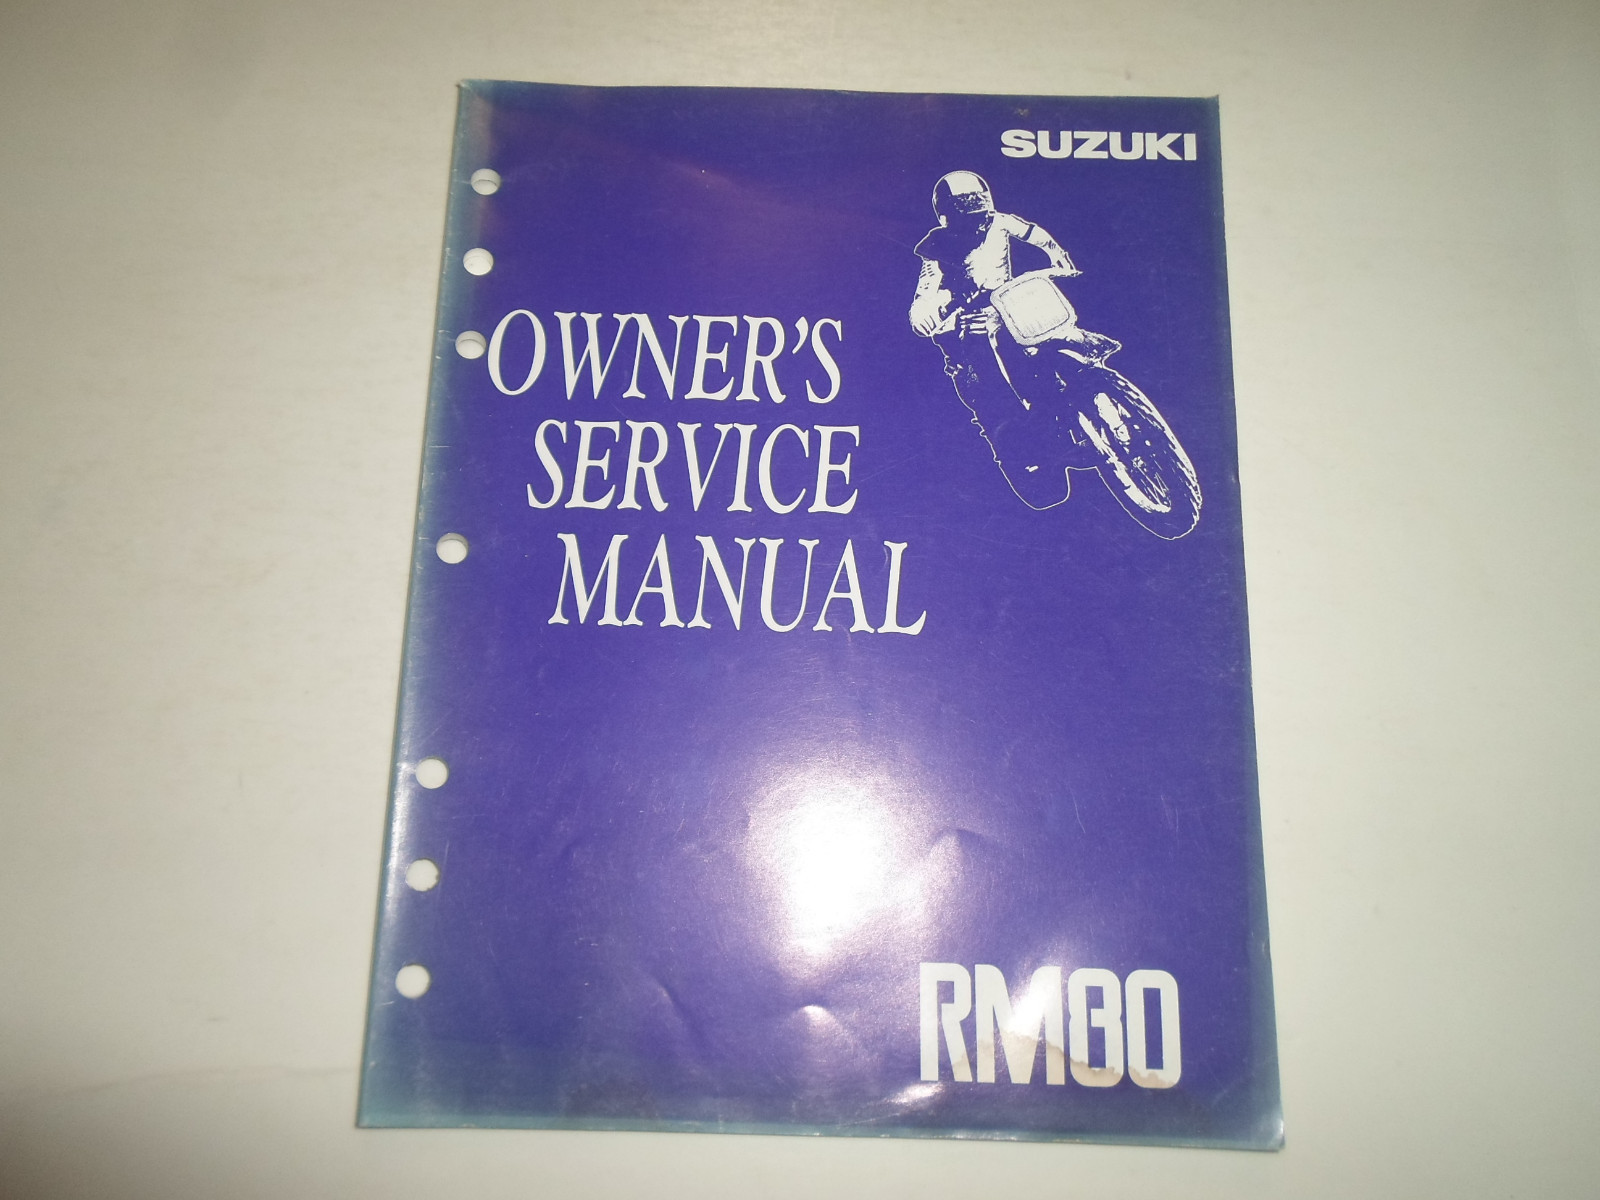 SUZUKI
OWNER'S
SERVICE
MANUAL
RM80